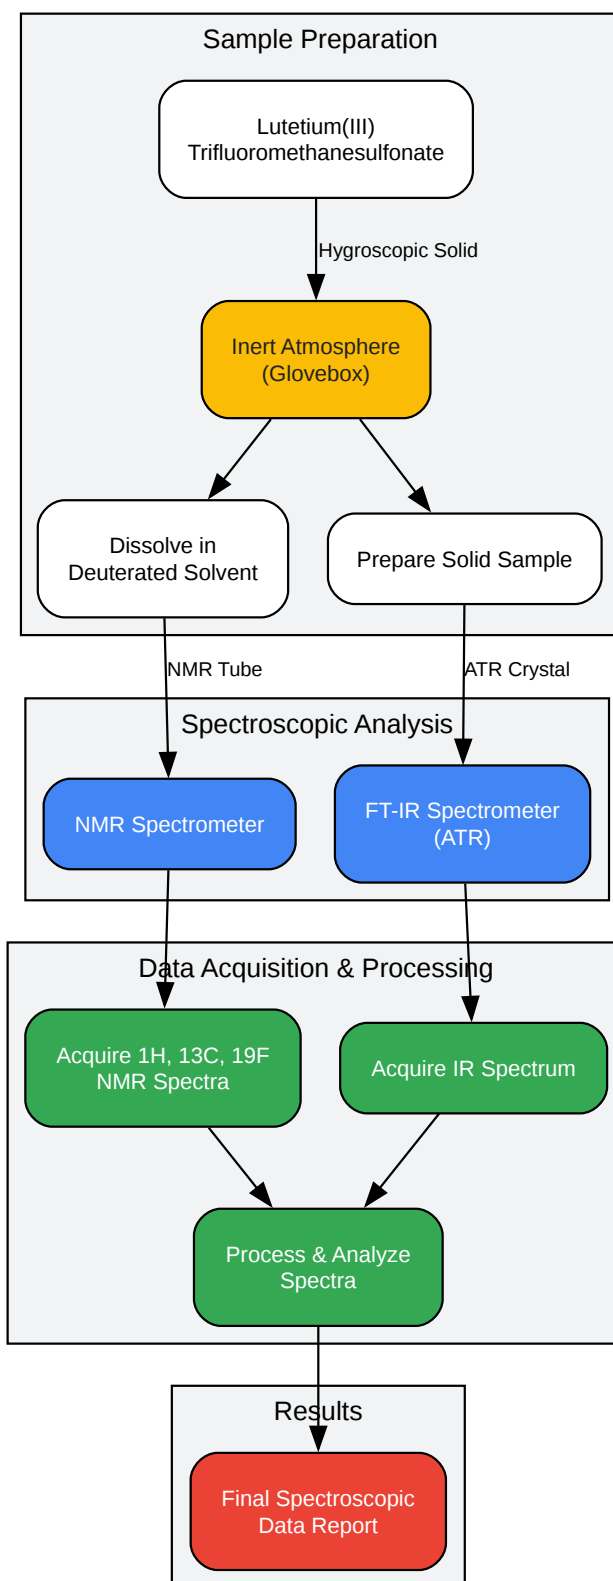 Sample Preparation
Lutetium(III)
Trifluoromethanesulfonate
Hygroscopic Solid
Inert Atmosphere
(Glovebox)
Dissolve in
Deuterated Solvent
Prepare Solid Sample
NMR Tube
ATR Crystal
Spectroscopic Analysis
NMR Spectrometer
FT-IR Spectrometer
(ATR)
Data Acquisition & Processing
Acquire 1H, 13C, 19F
NMR Spectra
Acquire IR Spectrum
Process & Analyze
Spectra
Results
Final Spectroscopic
Data Report